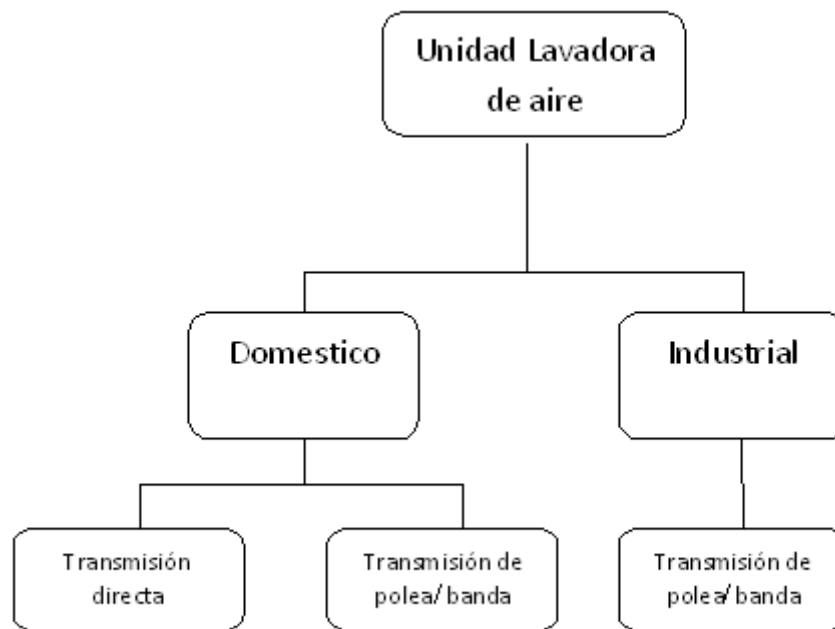 Unidad Lavadora
de aire
Domestico
Industrial
Transmisión
directa
Transmisión de
polea/ banda
Transmisión de
polea/ banda